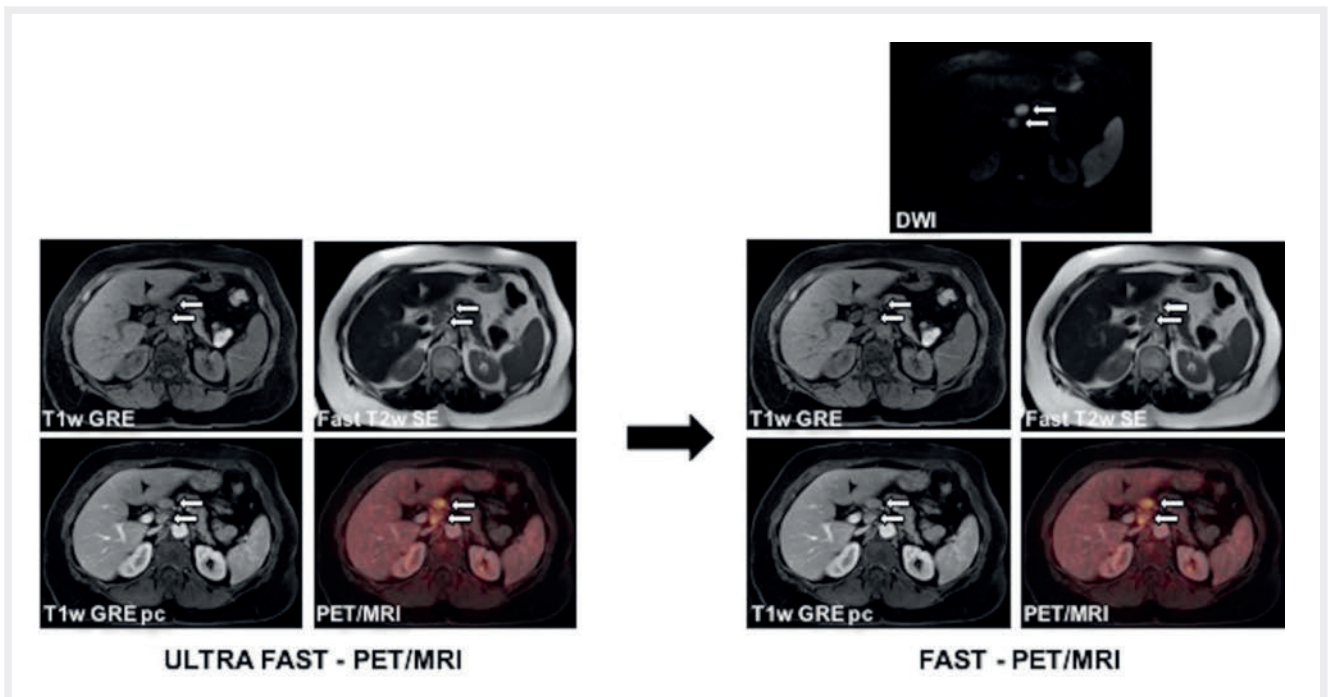 DWI
T1w GRE
Fast T2w SE
T1w GRE pc
PET/MRI
ULTRA FAST - PET/MRI
T1w GRE
Fast T2w SE
T1w GRE pc
PET/MRI
FAST - PET/MRI